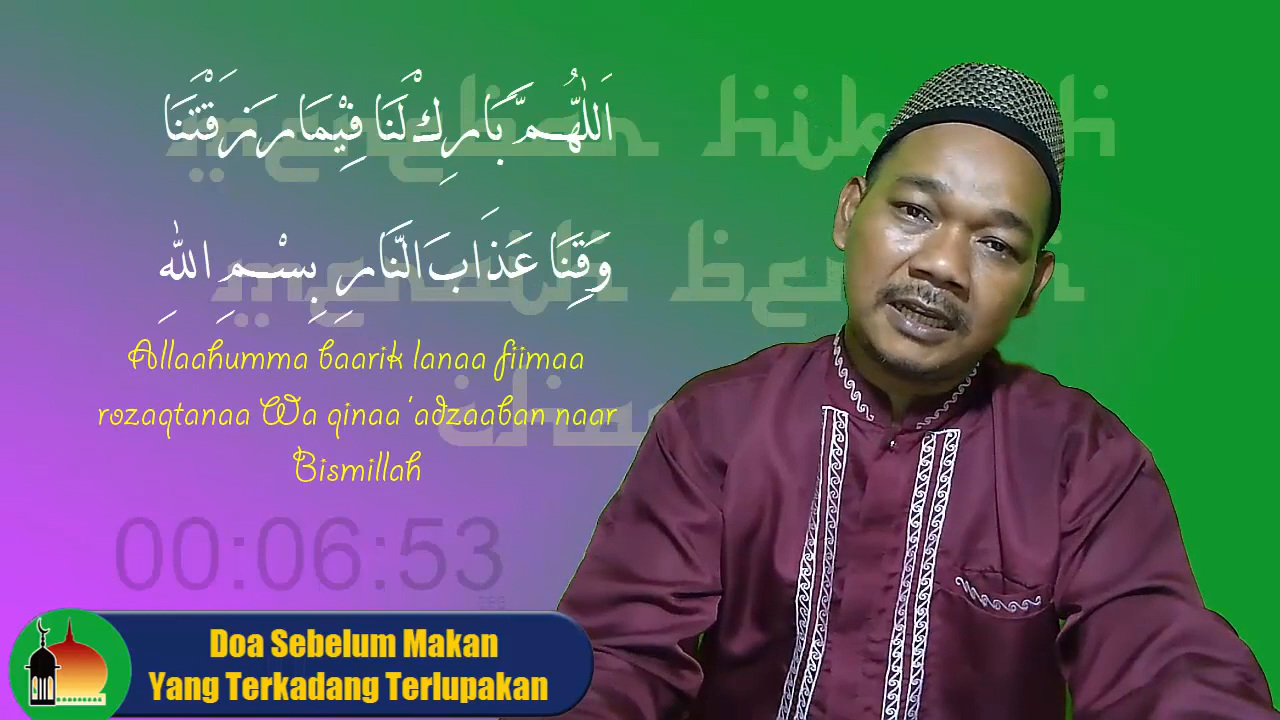 اَللّٰهُمَّ بَارِكْ لَنَا فِيْمَا رَزَقْتَنَا
وَقِنَا عَذَابَ النَّارِ بِسْمِ اللّٰهِ
Allaahumma baarik lanaa fiimaa
rozaqtanaa Wa qinaa 'adzaaban naar
Bismillah
00:06:53
Doa Sebelum Makan
Yang Terkadang Terlupakan